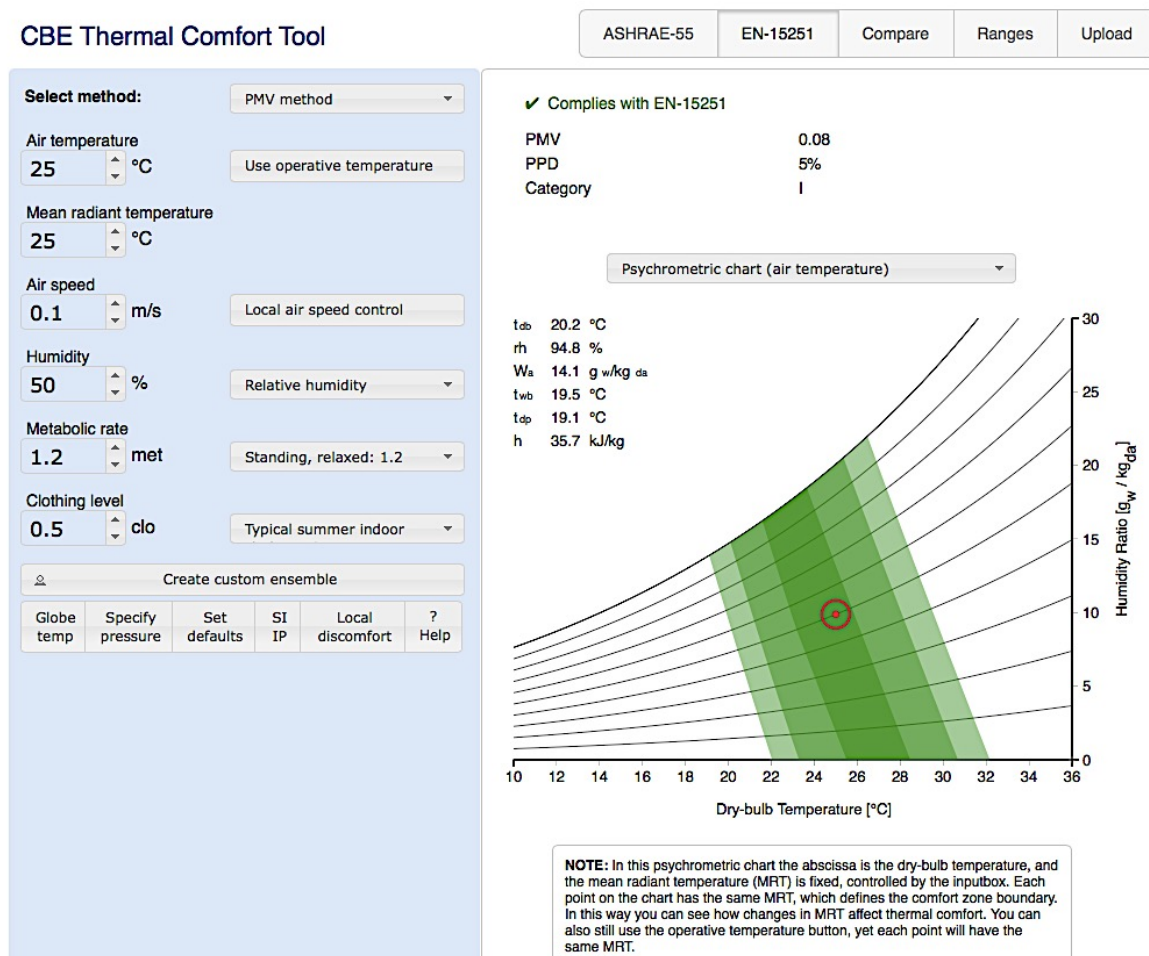 CBE Thermal Comfort Tool
ASHRAE-55
EN-15251
Compare
Ranges
Upload
Select method:
PMV method
Air temperature
25 °C
Use operative temperature
Mean radiant temperature
25 °C
Air speed
0.1 m/s
Local air speed control
Humidity
50 %
Relative humidity
Metabolic rate
1.2 met
Standing, relaxed: 1.2
Clothing level
0.5 clo
Typical summer indoor
Create custom ensemble
Globe temp
Specify pressure
Set defaults
SI IP
Local discomfort
? Help
✔ Complies with EN-15251
PMV 0.08
PPD 5%
Category I
Psychrometric chart (air temperature)
tdb 20.2 °C
rh 94.8 %
Wa 14.1 g w/kg da
twb 19.5 °C
tdp 19.1 °C
h 35.7 kJ/kg
30
25
20
15
10
5
0
Humidity Ratio [gw / kgda]
10 12 14 16 18 20 22 24 26 28 30 32 34 36
Dry-bulb Temperature [°C]
NOTE: In this psychrometric chart the abscissa is the dry-bulb temperature, and
the mean radiant temperature (MRT) is fixed, controlled by the inputbox. Each
point on the chart has the same MRT, which defines the comfort zone boundary.
In this way you can see how changes in MRT affect thermal comfort. You can
also still use the operative temperature button, yet each point will have the
same MRT.